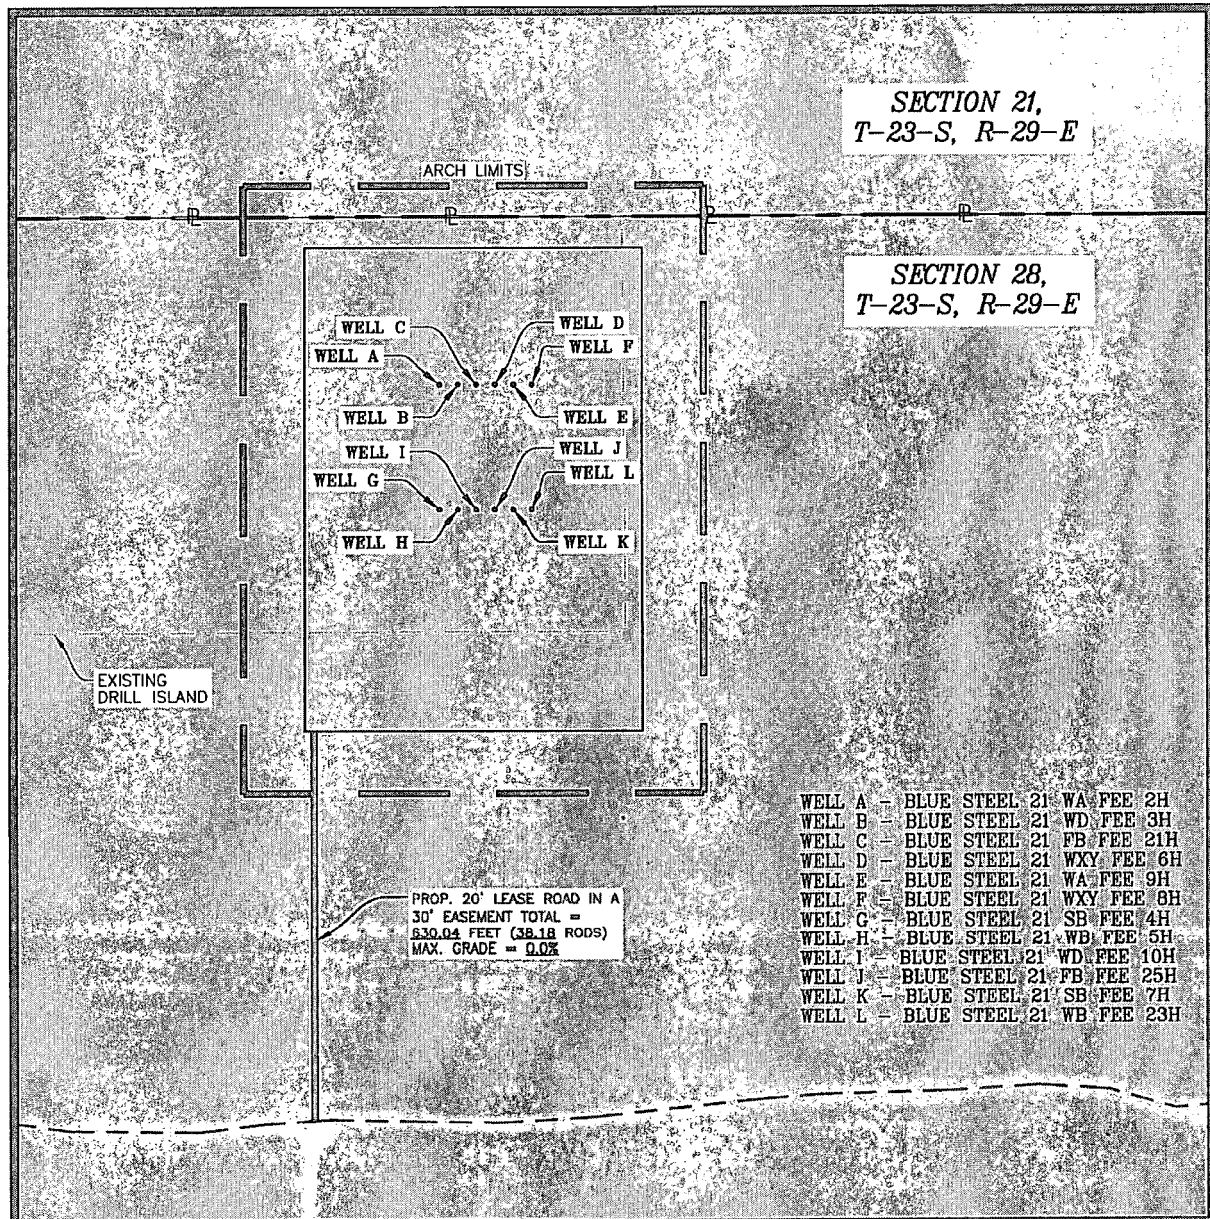 SECTION 21,
T-23-S, R-29-E
ARCH LIMITS
PL
PL
PL
PL
SECTION 28,
T-23-S, R-29-E
WELL C
WELL D
WELL A
WELL F
WELL B
WELL E
WELL I
WELL J
WELL G
WELL L
WELL H
WELL K
EXISTING
DRILL ISLAND
WELL A - BLUE STEEL 21 WA FEE 2H
WELL B - BLUE STEEL 21 WD FEE 3H
WELL C - BLUE STEEL 21 FB FEE 21H
WELL D - BLUE STEEL 21 WXY FEE 6H
WELL E - BLUE STEEL 21 WA FEE 9H
WELL F - BLUE STEEL 21 WXY FEE 8H
WELL G - BLUE STEEL 21 SB FEE 4H
WELL H - BLUE STEEL 21 WB FEE 5H
WELL I - BLUE STEEL 21 WD FEE 10H
WELL J - BLUE STEEL 21 FB FEE 25H
WELL K - BLUE STEEL 21 SB FEE 7H
WELL L - BLUE STEEL 21 WB FEE 23H
PROP. 20' LEASE ROAD IN A
30' EASEMENT TOTAL =
630.04 FEET (38.18 RODS)
MAX. GRADE = 0.0%